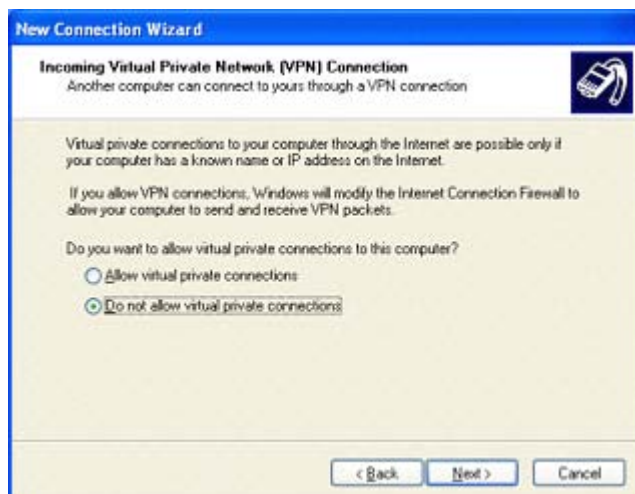 New Connection Wizard
Incoming Virtual Private Network (VPN) Connection
Another computer can connect to yours through a VPN connection
Virtual private connections to your computer through the Internet are possible only if
your computer has a known name or IP address on the Internet.
If you allow VPN connections, Windows will modify the Internet Connection Firewall to
allow your computer to send and receive VPN packets.
Do you want to allow virtual private connections to this computer?
Allow virtual private connections
Do not allow virtual private connections
< Back Next > Cancel